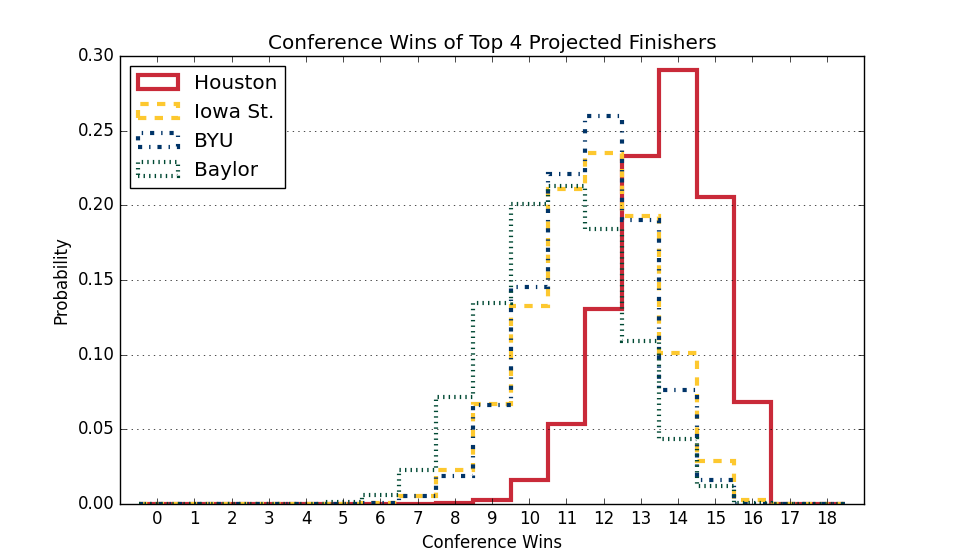 Conference Wins of Top 4 Projected Finishers
Houston
Iowa St.
BYU
Baylor
0.30
0.25
0.20
0.15
0.10
0.05
0.00
Probability
0 1 2 3 4 5 6 7 8 9 10 11 12 13 14 15 16 17 18
Conference Wins